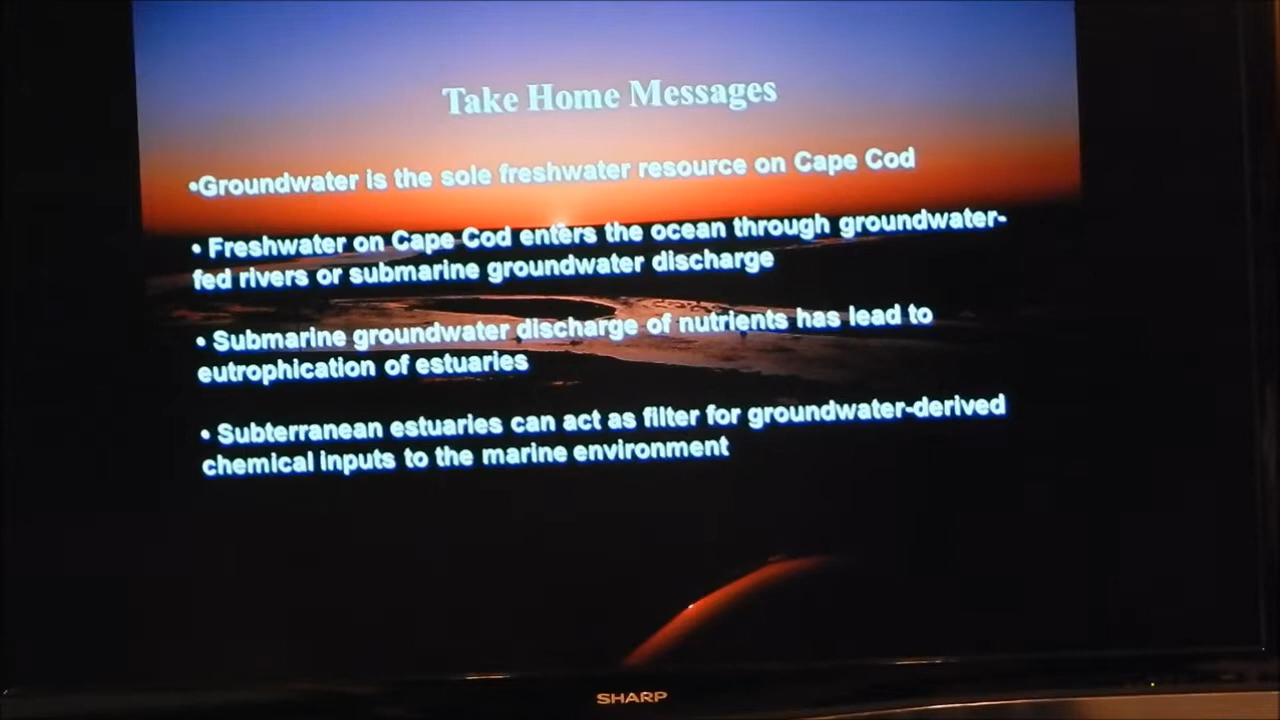 Take Home Messages
•Groundwater is the sole freshwater resource on Cape Cod
• Freshwater on Cape Cod enters the ocean through groundwater-
fed rivers or submarine groundwater discharge
• Submarine groundwater discharge of nutrients has lead to
eutrophication of estuaries
• Subterranean estuaries can act as filter for groundwater-derived
chemical inputs to the marine environment
SHARP